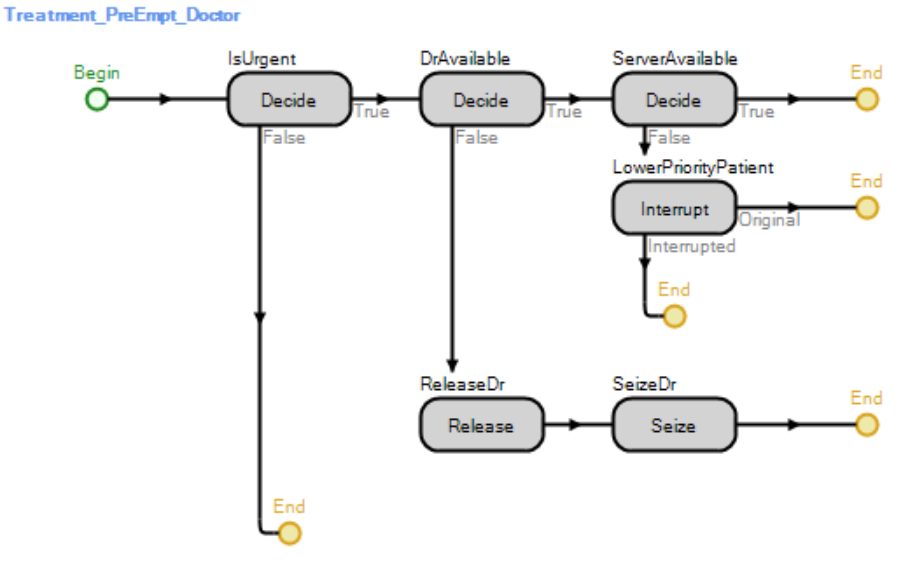 Treatment_PreEmpt_Doctor
IsUrgent
DrAvailable
ServerAvailable
Begin
End
Decide
Decide
Decide
True
True
True
False
False
False
LowerPriorityPatient
End
Interrupt
Original
Interrupted
End
ReleaseDr
SeizeDr
End
Release
Seize
End